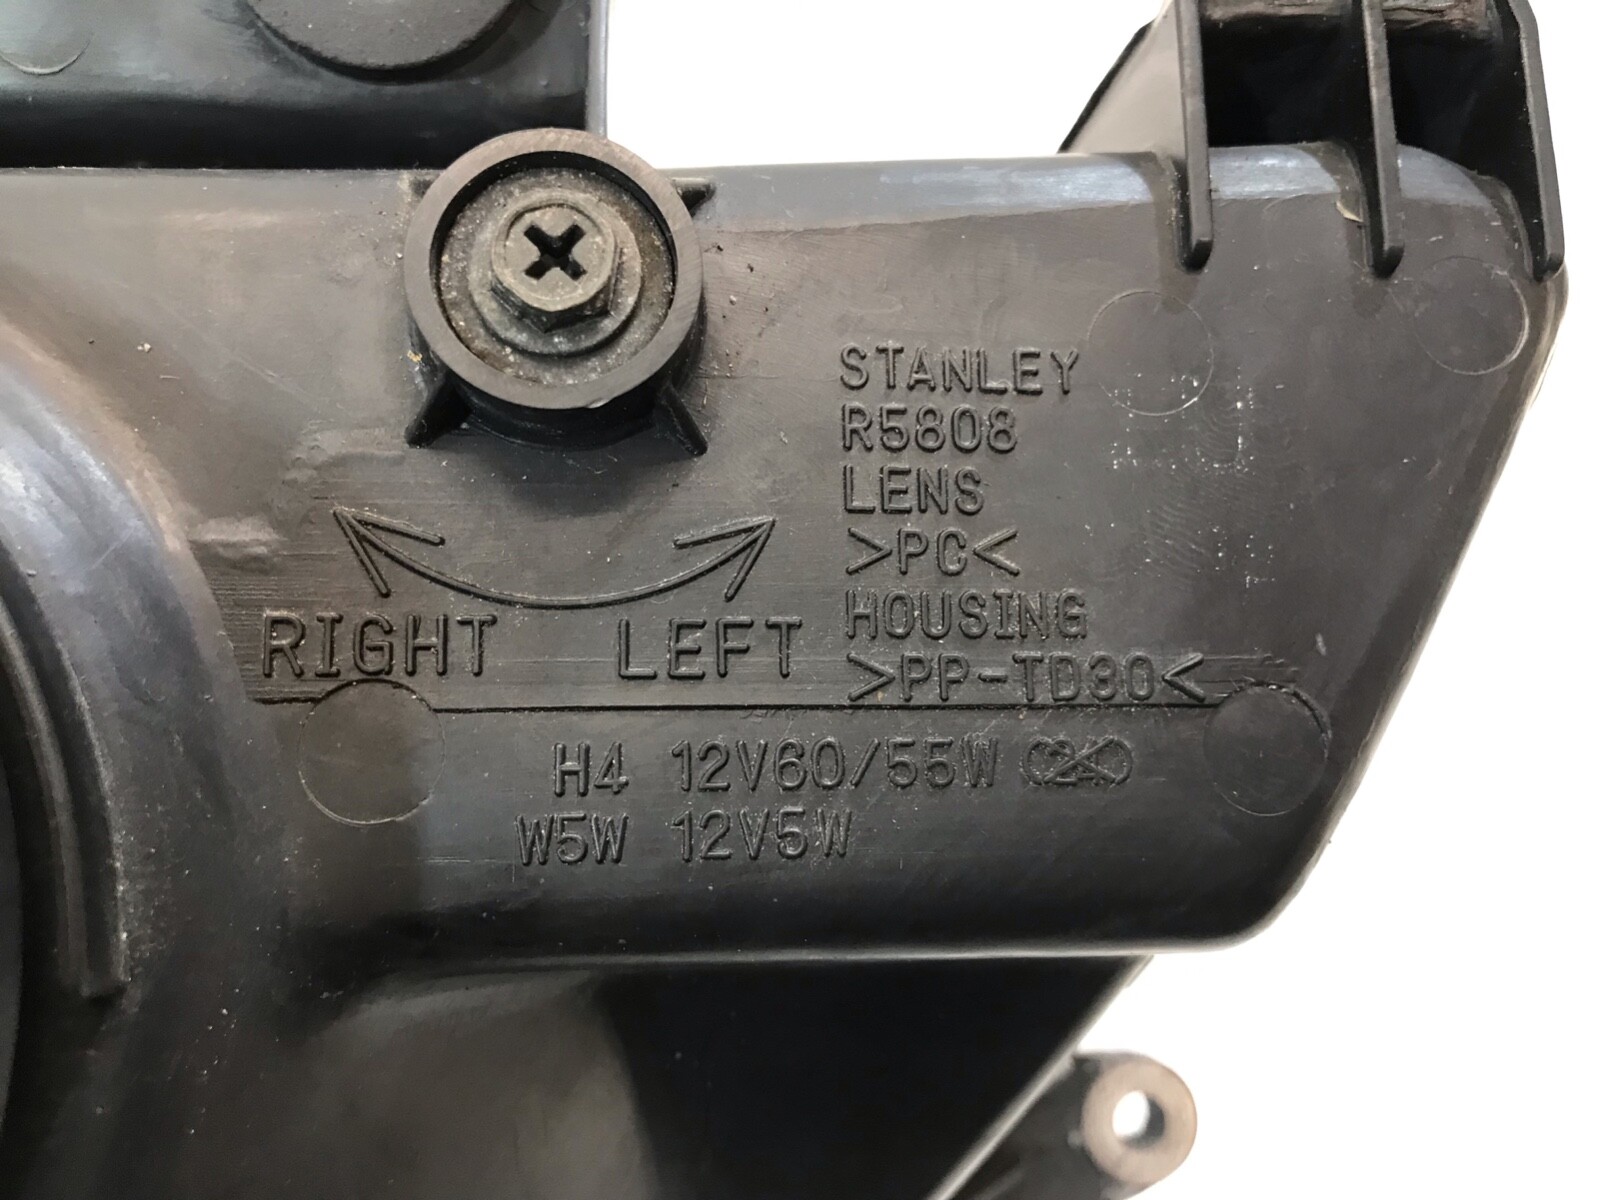 STANLEY
R5808
LENS
>PC<
HOUSING
>PP-TD30<
RIGHT LEFT
H4 12V60/55W
W5W 12V5W